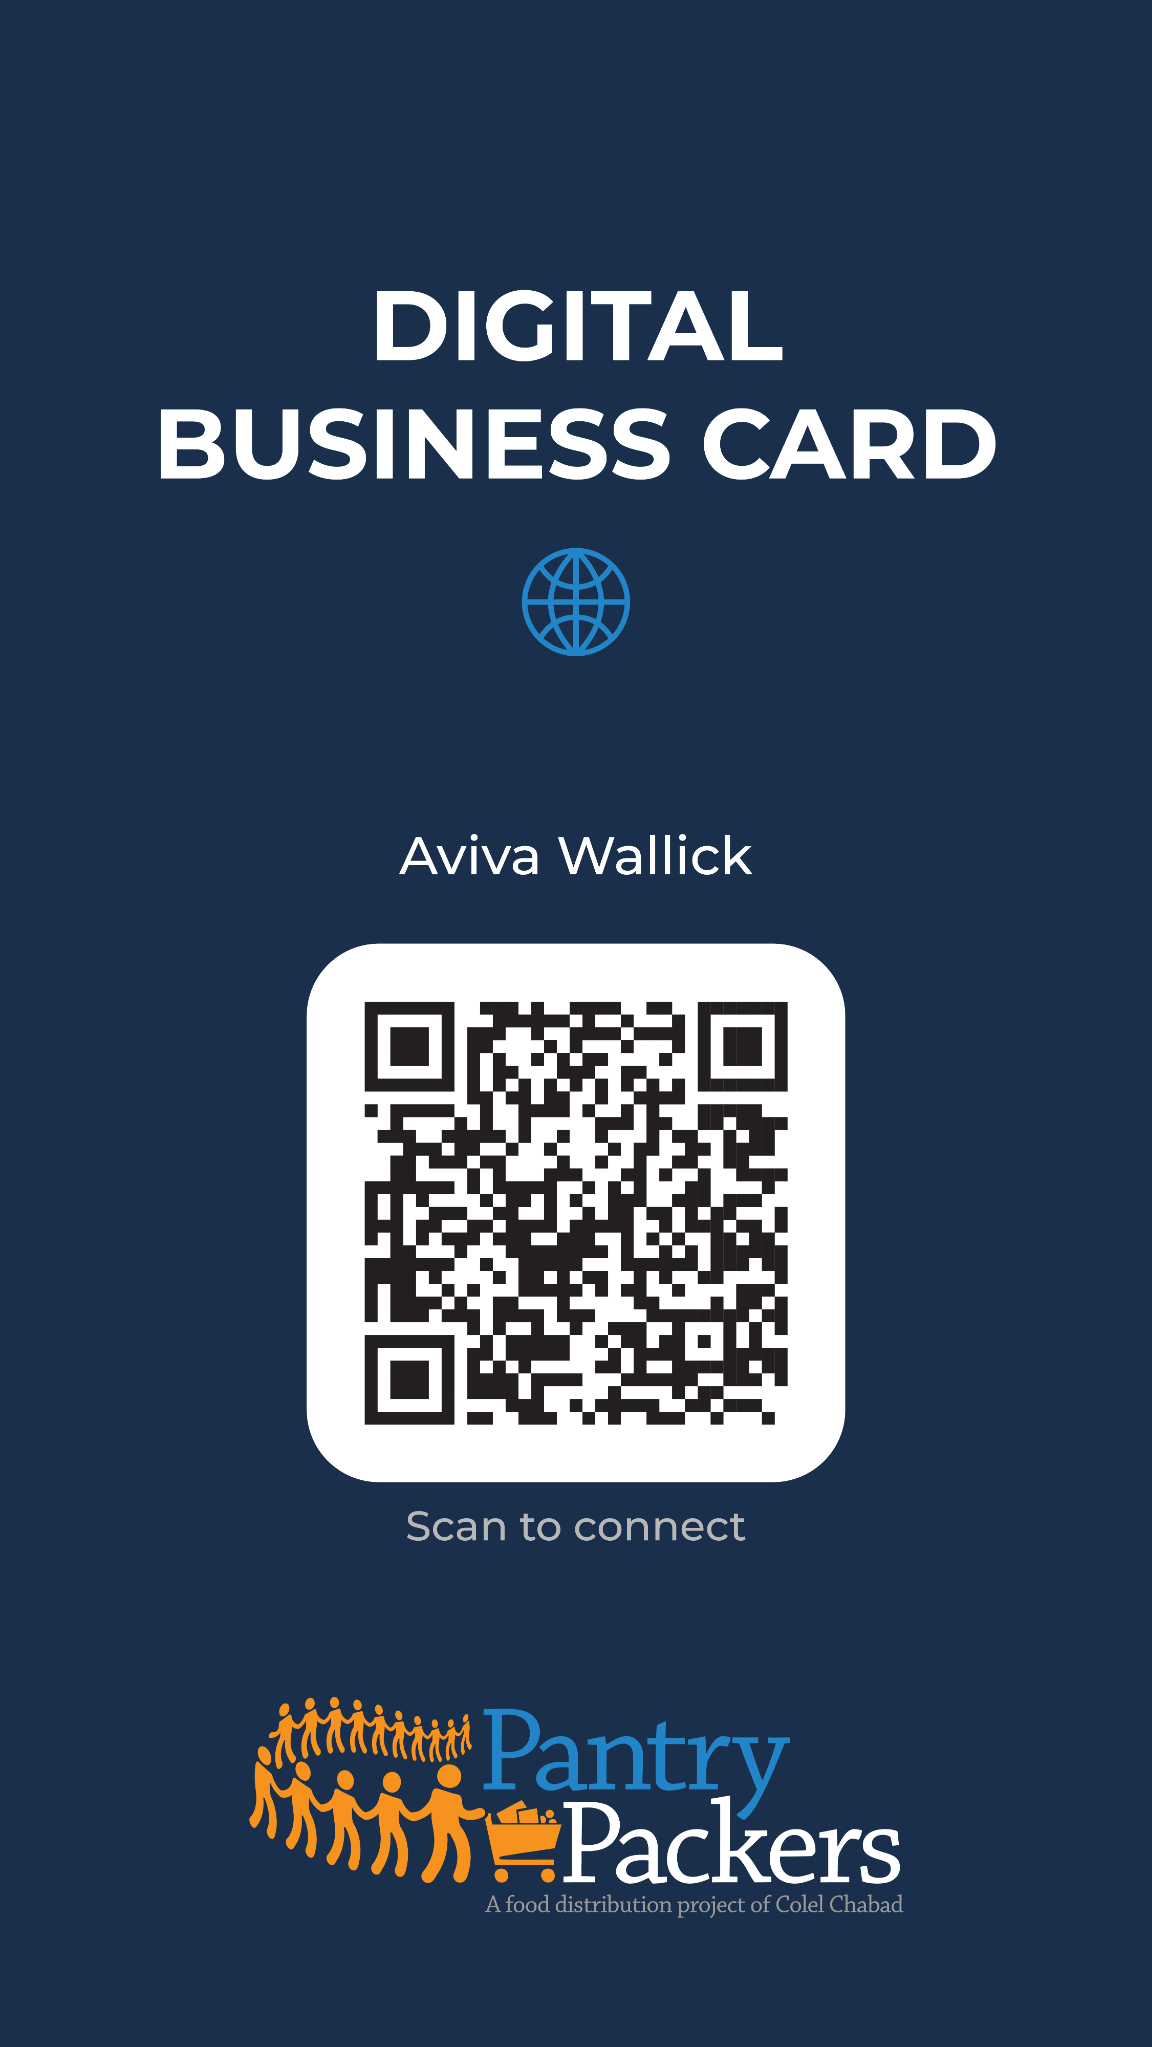 DIGITAL
BUSINESS CARD
Aviva Wallick
Scan to connect
Pantry
Packers
A food distribution project of Colel Chabad